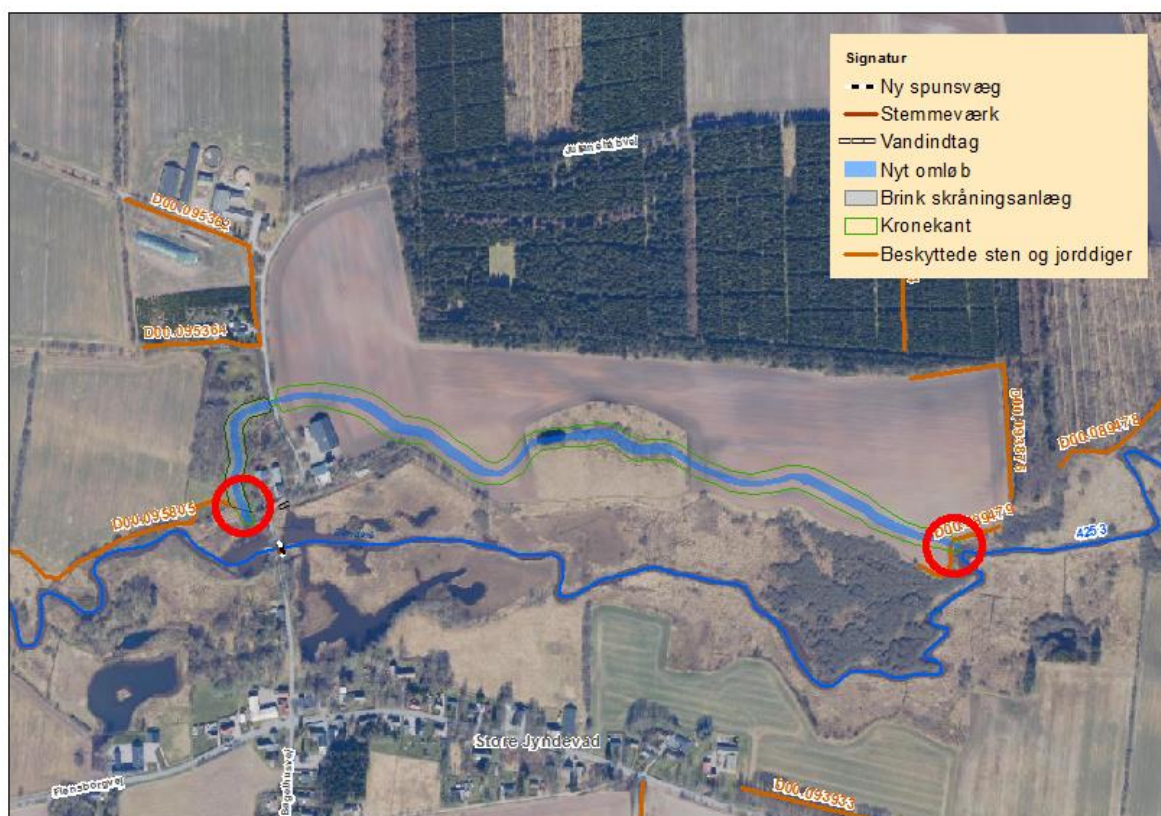 Signatur
Ny spunsvæg
Stemmeværk
Vandindtag
Nyt omløb
Brink skråningsanlæg
Kronekant
Beskyttede sten og jorddiger
D00.095362
D00.095364
D00.089478
D00.095805
D00.089479
Store Jyndevad
Flensborgvej
Bøgelhusvej
D00.093933